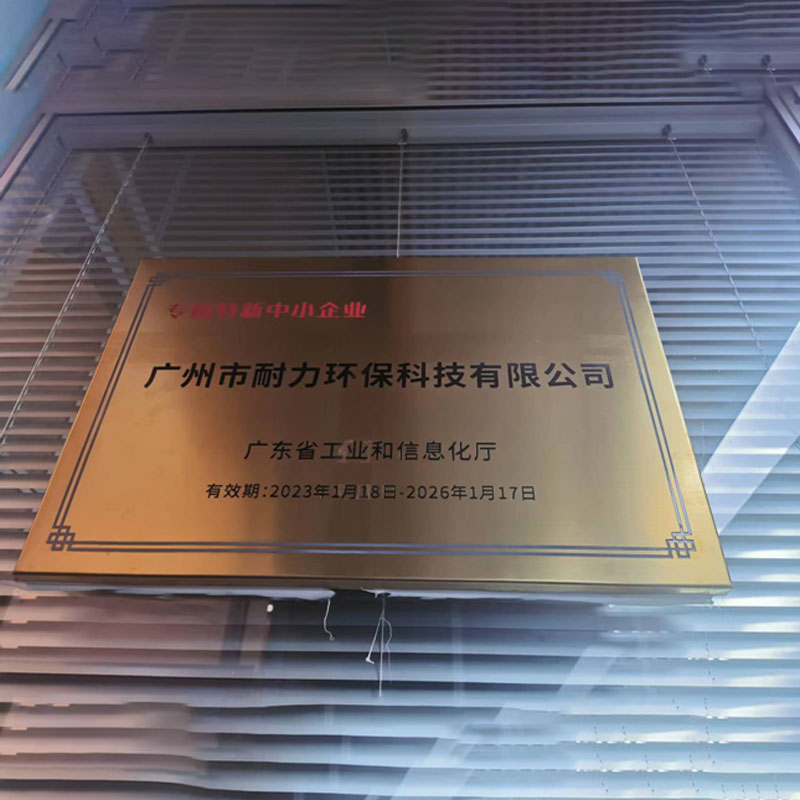 专精特新中小企业
广州市耐力环保科技有限公司
广东省工业和信息化厅
有效期:2023年1月18日-2026年1月17日